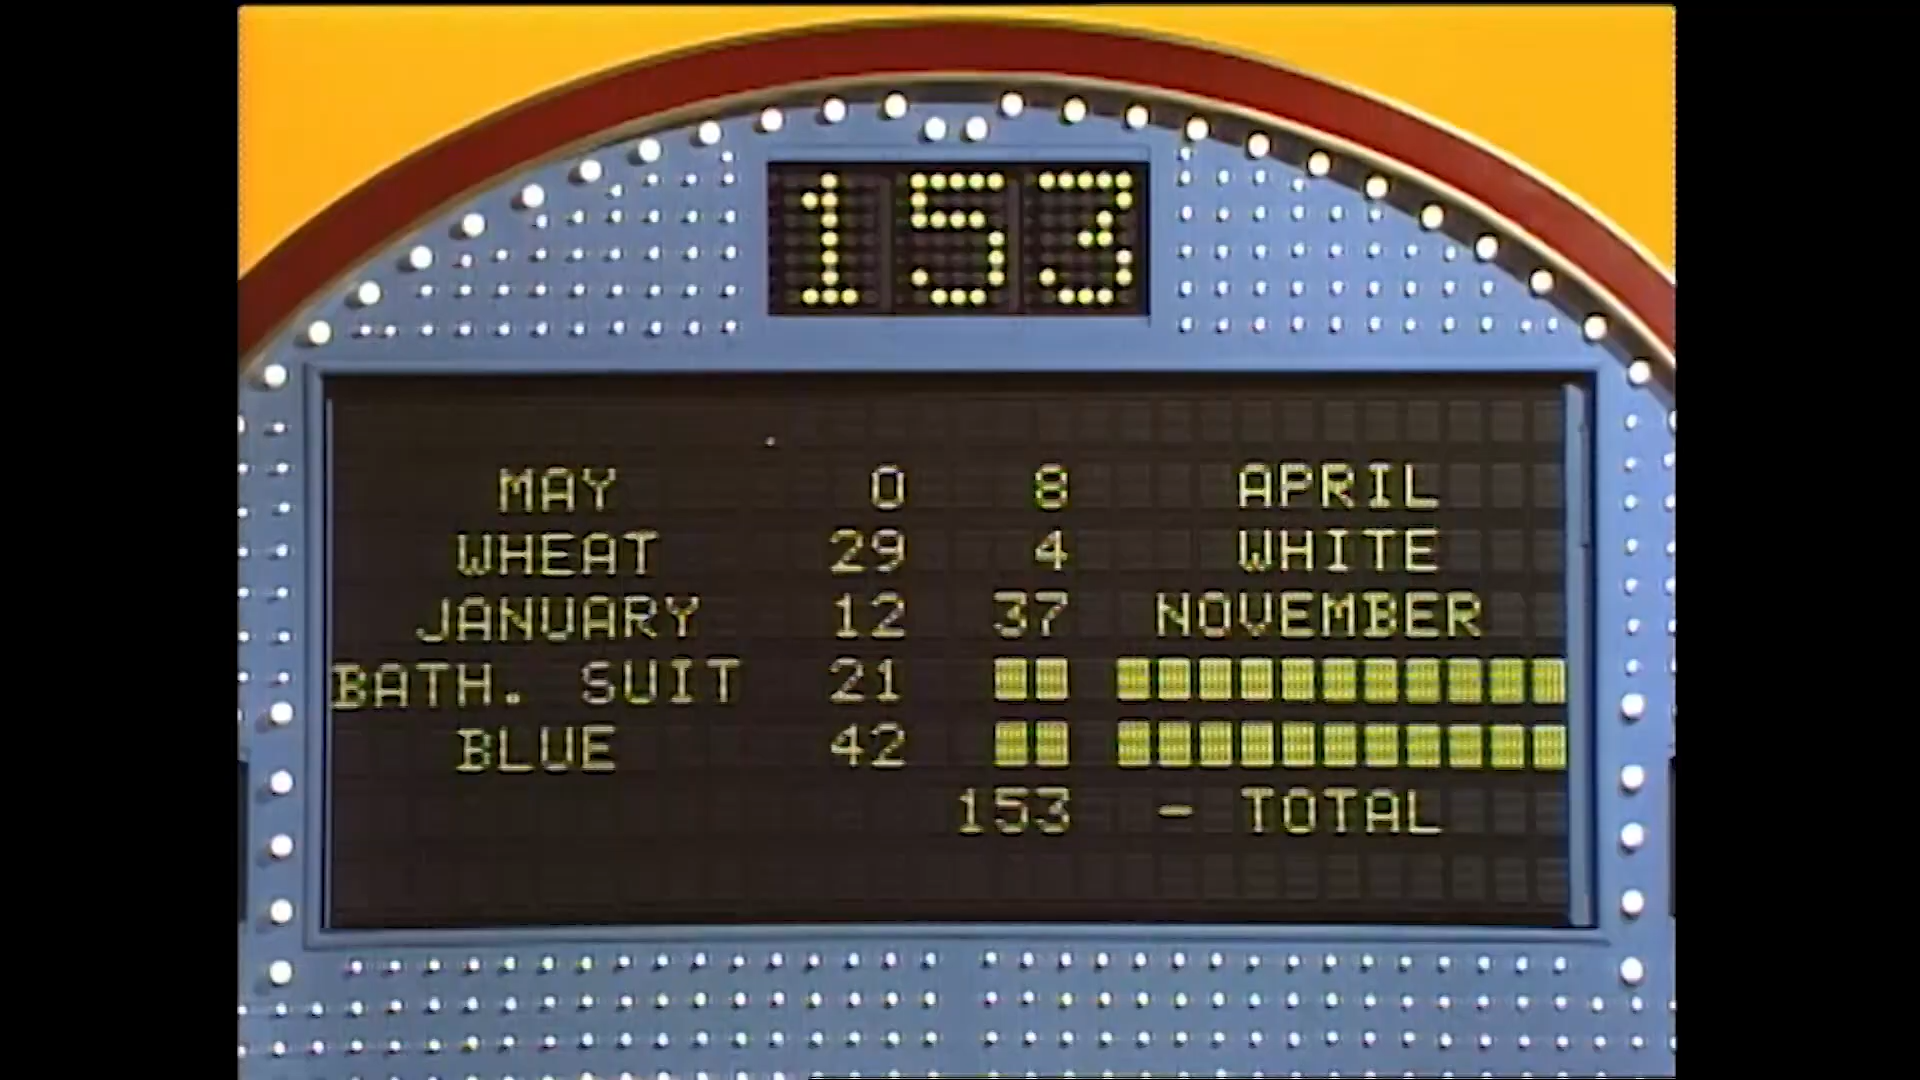 153
MAY 0 8 APRIL
WHEAT 29 4 WHITE
JANUARY 12 37 NOVEMBER
BATH. SUIT 21
BLUE 42
153 - TOTAL